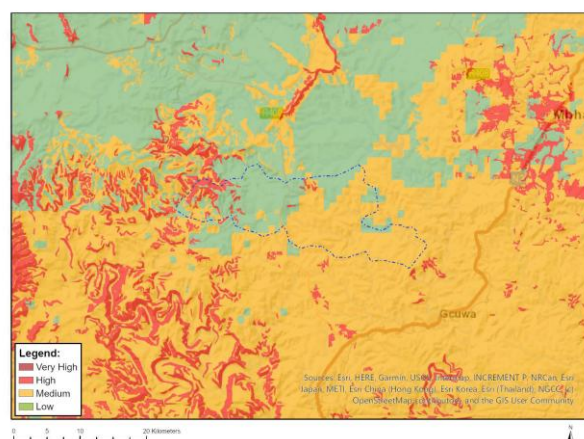 Mbha
Gcuwa
Legend:
Very High
High
Medium
Low
Sources: Esri, HERE, Garmin, USGS, Intermap, INCREMENT P, NRCan, Esri
Japan, METI, Esri China (Hong Kong), Esri Korea, Esri (Thailand), NGCC, (c)
OpenStreetMap contributors, and the GIS User Community
0 5 10 20 Kilometers
N